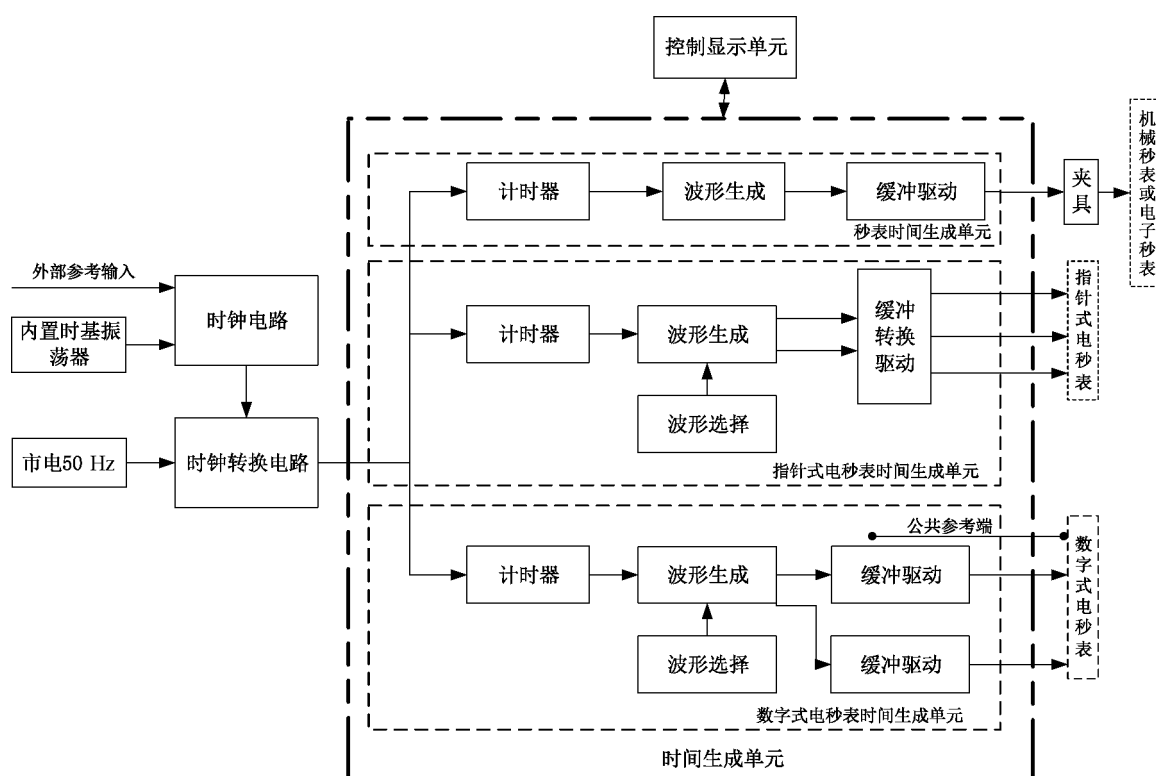 控制显示单元
计时器
波形生成
缓冲驱动
秒表时间生成单元
夹具
机械秒表或电子秒表
外部参考输入
内置时基振
荡器
时钟电路
市电50 Hz
时钟转换电路
计时器
波形生成
缓冲
转换
驱动
波形选择
指针式电秒表时间生成单元
指针式电秒表
公共参考端
计时器
波形生成
缓冲驱动
波形选择
缓冲驱动
数字式电秒表时间生成单元
数字式电秒表
时间生成单元